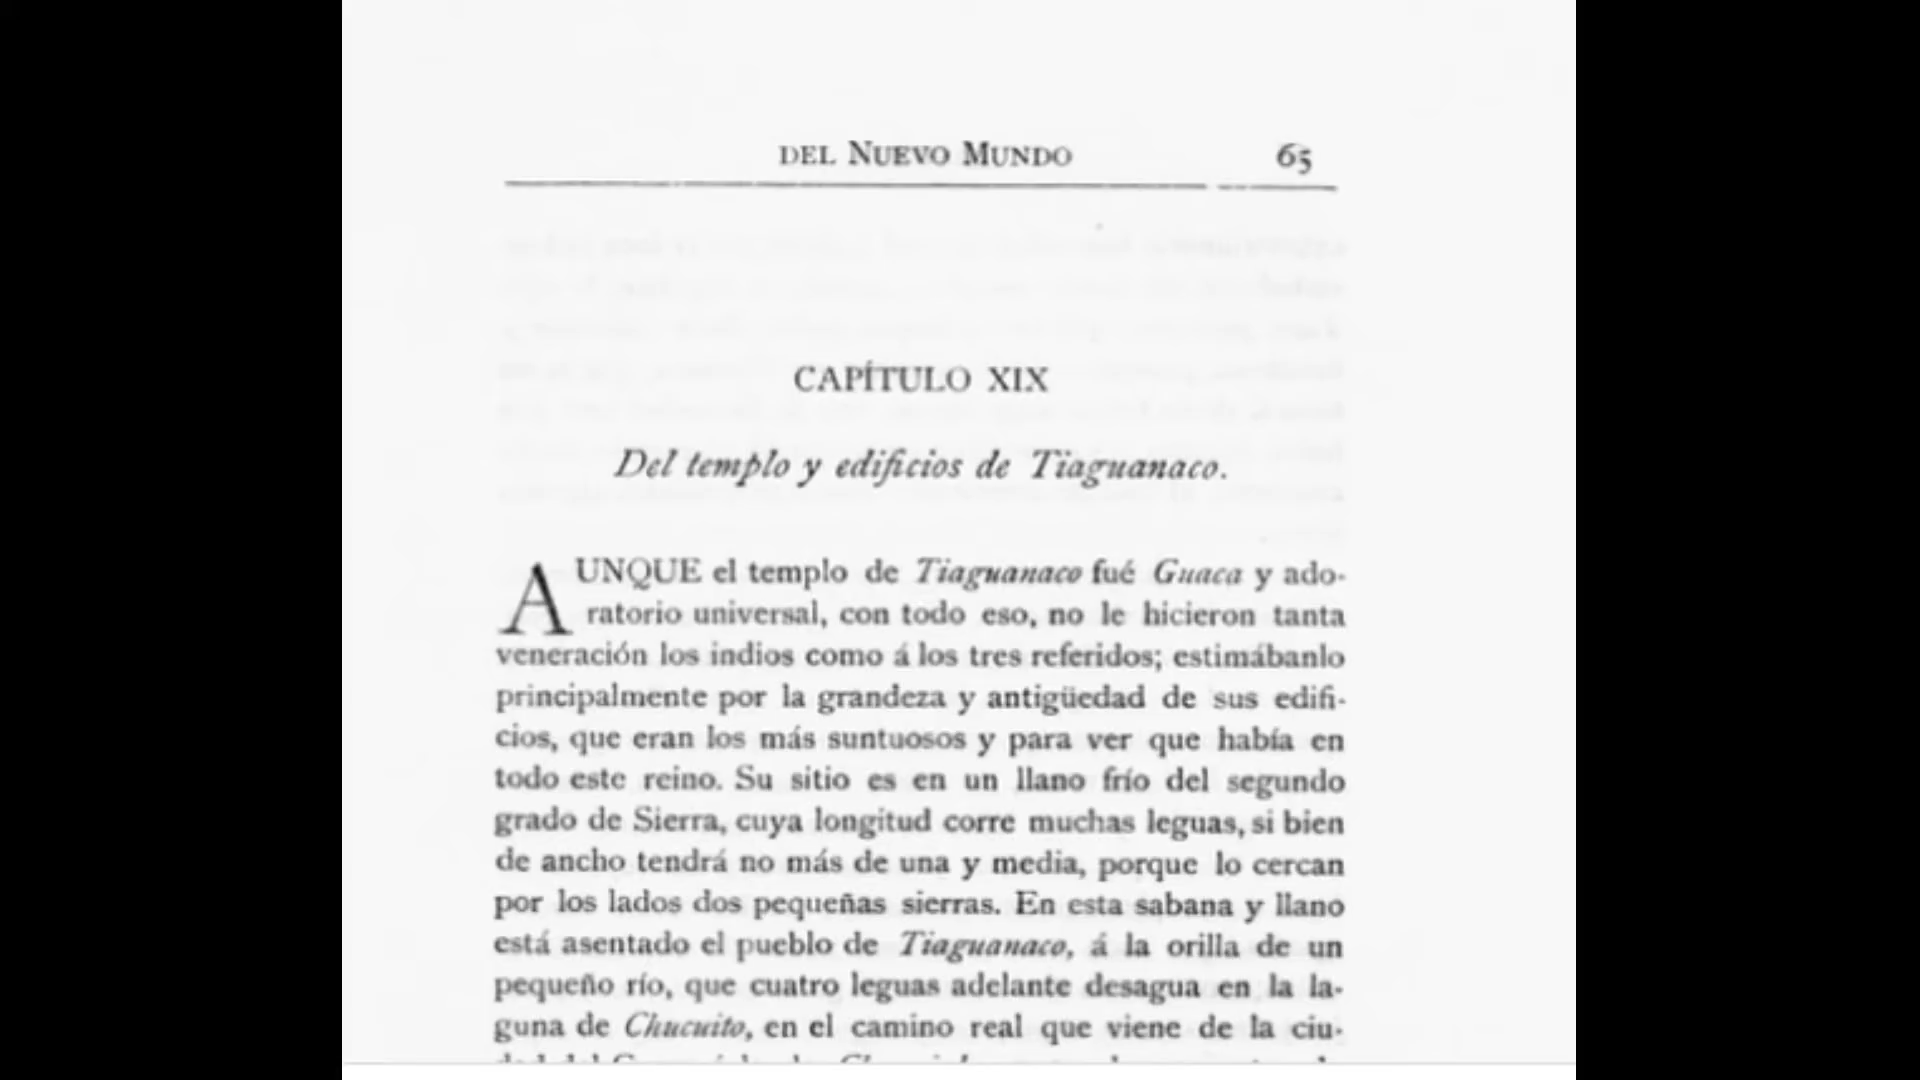 DEL NUEVO MUNDO 65
CAPÍTULO XIX
Del templo y edificios de Tiaguanaco.
AUNQUE el templo de Tiaguanaco fué Guaca y ado-
ratorio universal, con todo eso, no le hicieron tanta
veneración los indios como á los tres referidos; estimábanlo
principalmente por la grandeza y antigüedad de sus edifi-
cios, que eran los más suntuosos y para ver que había en
todo este reino. Su sitio es en un llano frío del segundo
grado de Sierra, cuya longitud corre muchas leguas, si bien
de ancho tendrá no más de una y media, porque lo cercan
por los lados dos pequeñas sierras. En esta sabana y llano
está asentado el pueblo de Tiaguanaco, á la orilla de un
pequeño río, que cuatro leguas adelante desagua en la la-
guna de Chucuito, en el camino real que viene de la ciu-